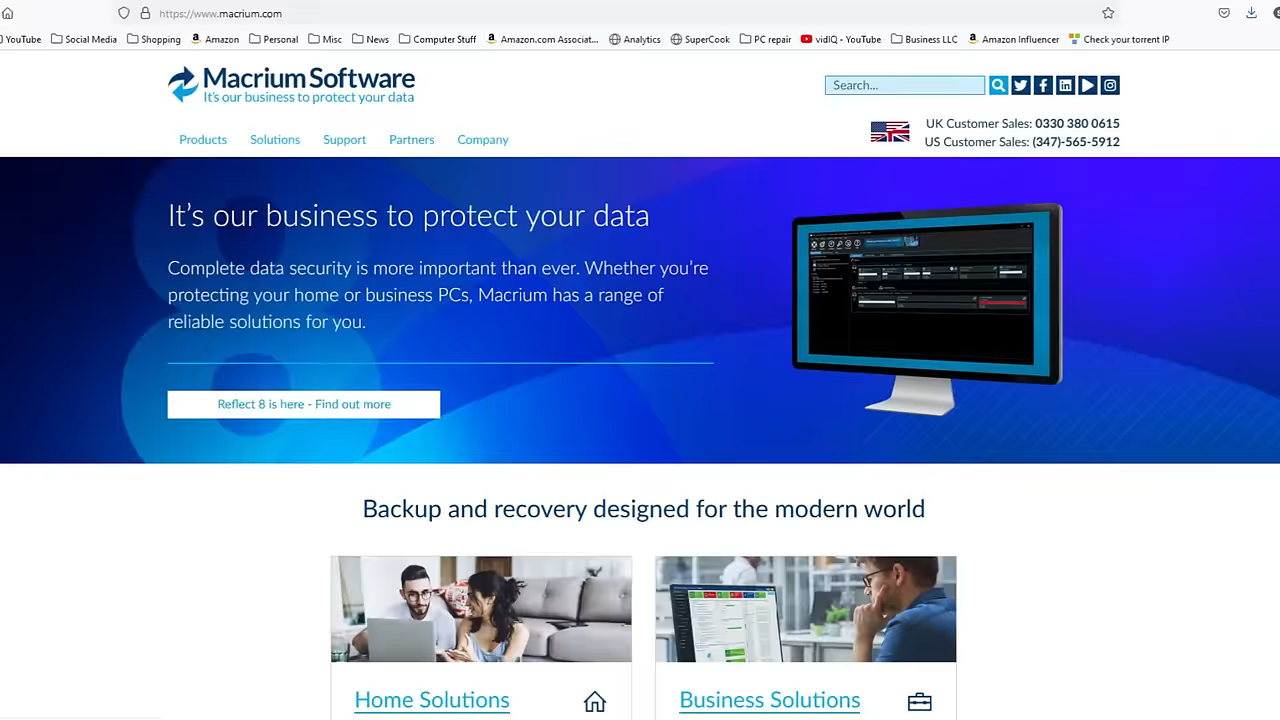 https://www.macrium.com
YouTube Social Media Shopping Amazon Personal Misc News Computer Stuff Amazon.com Associat... Analytics SuperCook PC repair vidIQ - YouTube Business LLC Amazon Influencer Check your torrent IP
Macrium Software
It's our business to protect your data
Search...
Products Solutions Support Partners Company
UK Customer Sales: 0330 380 0615
US Customer Sales: (347)-565-5912
It's our business to protect your data
Complete data security is more important than ever. Whether you're
protecting your home or business PCs, Macrium has a range of
reliable solutions for you.
Reflect 8 is here - Find out more
Backup and recovery designed for the modern world
Home Solutions
Business Solutions